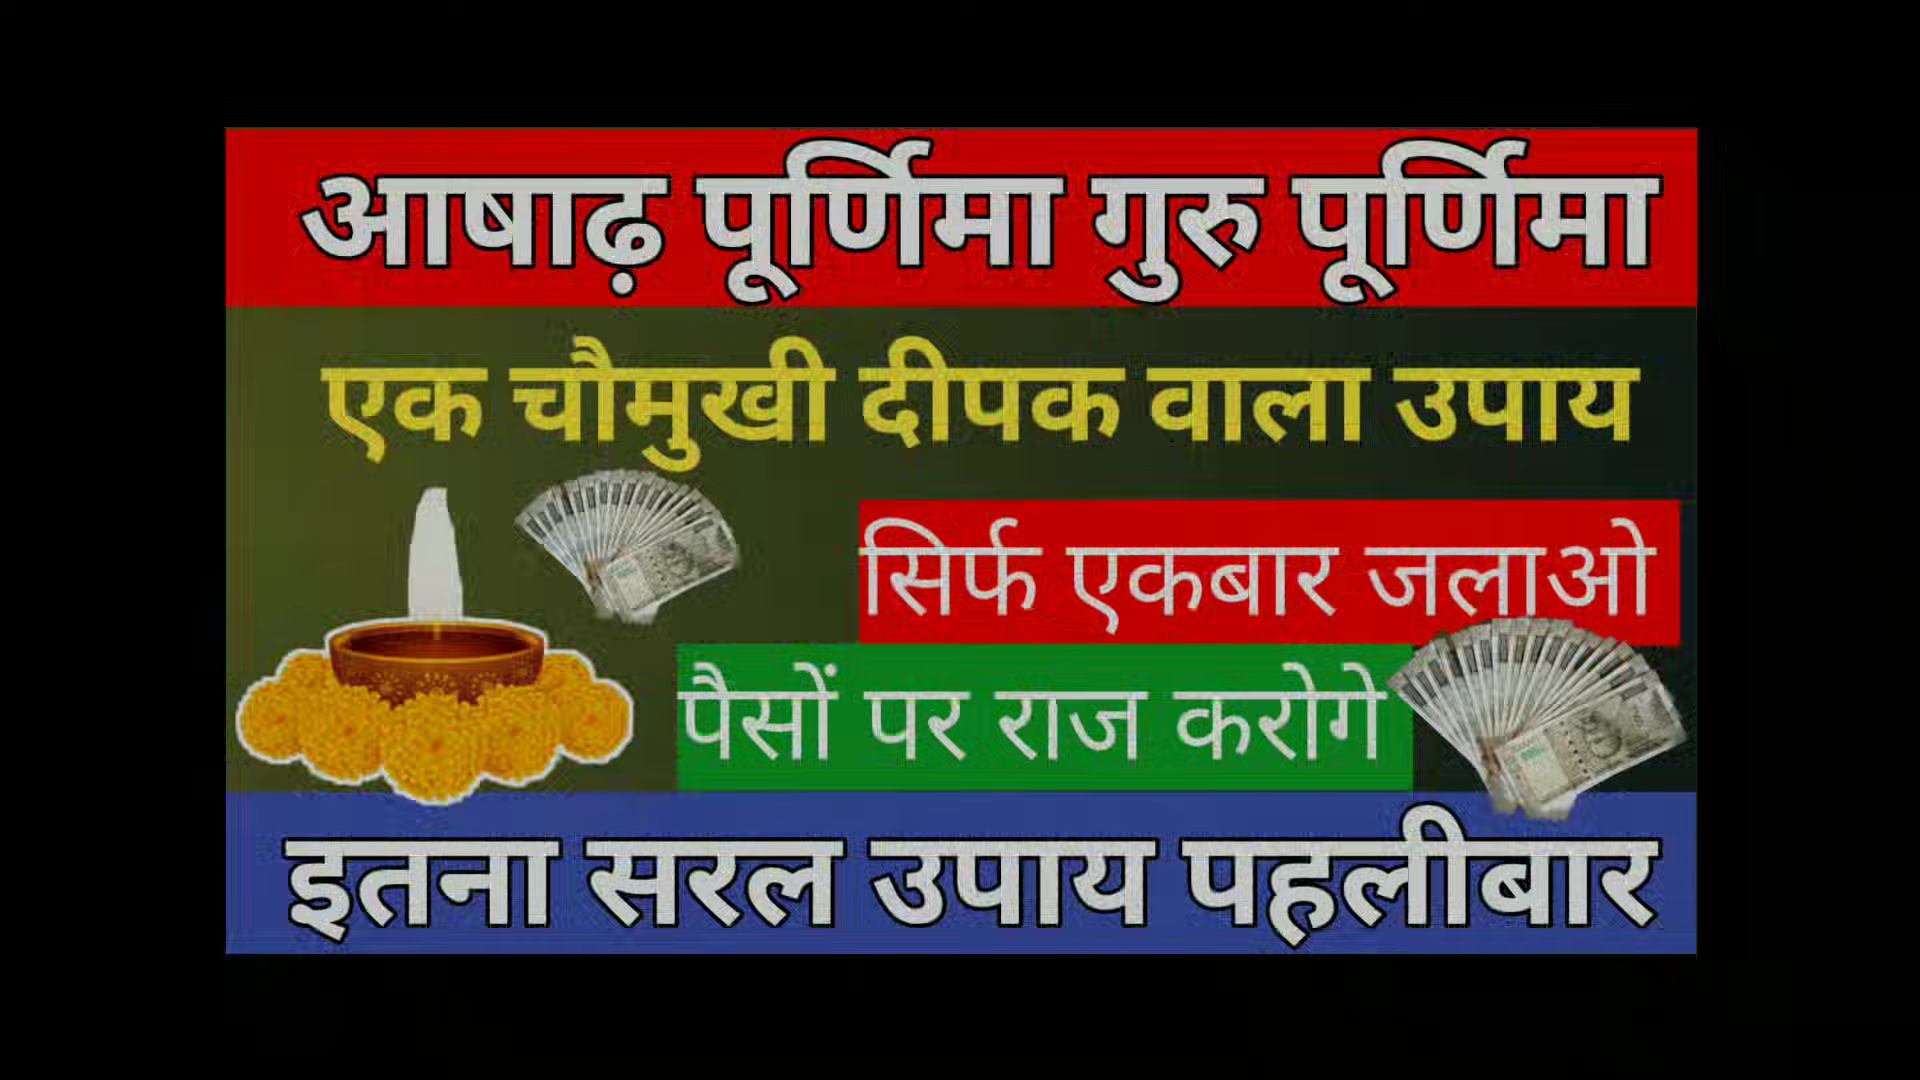 आषाढ़ पूर्णिमा गुरु पूर्णिमा
एक चौमुखी दीपक वाला उपाय
सिर्फ एकबार जलाओ
पैसों पर राज करोगे
इतना सरल उपाय पहलीबार